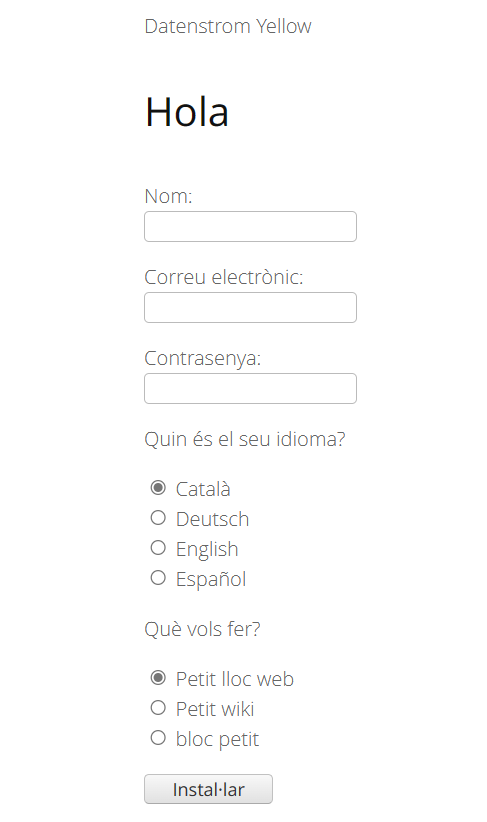 Datenstrom Yellow
Hola
Nom:
Correu electrònic:
Contrasenya:
Quin és el seu idioma?
Català
Deutsch
English
Español
Què vols fer?
Petit lloc web
Petit wiki
bloc petit
Instal·lar